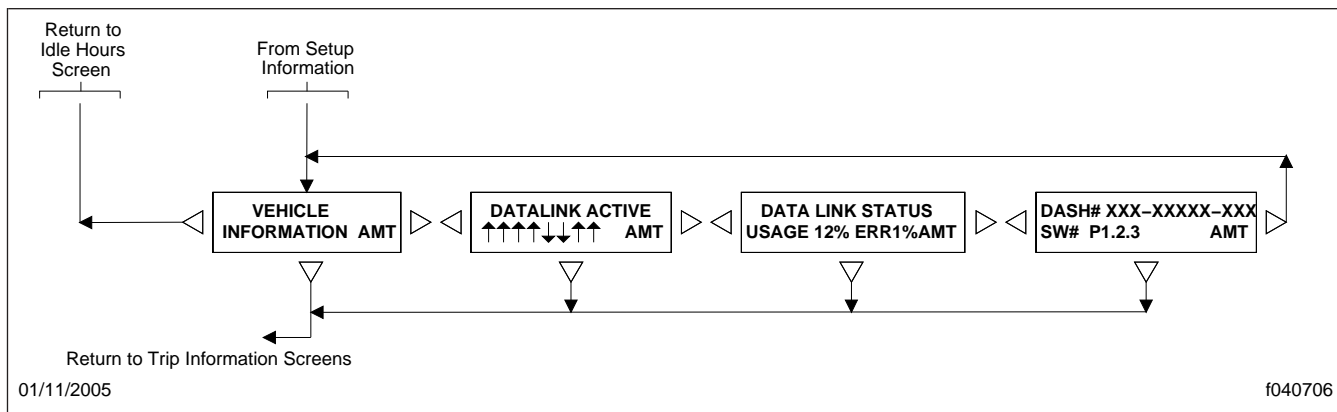 Return to
Idle Hours
Screen
From Setup
Information
VEHICLE
INFORMATION AMT
DATALINK ACTIVE
↑↑↑↑↓↓↑↑ AMT
DATA LINK STATUS
USAGE 12% ERR1%AMT
DASH# XXX–XXXXX–XXX
SW# P1.2.3 AMT
Return to Trip Information Screens
01/11/2005
f040706